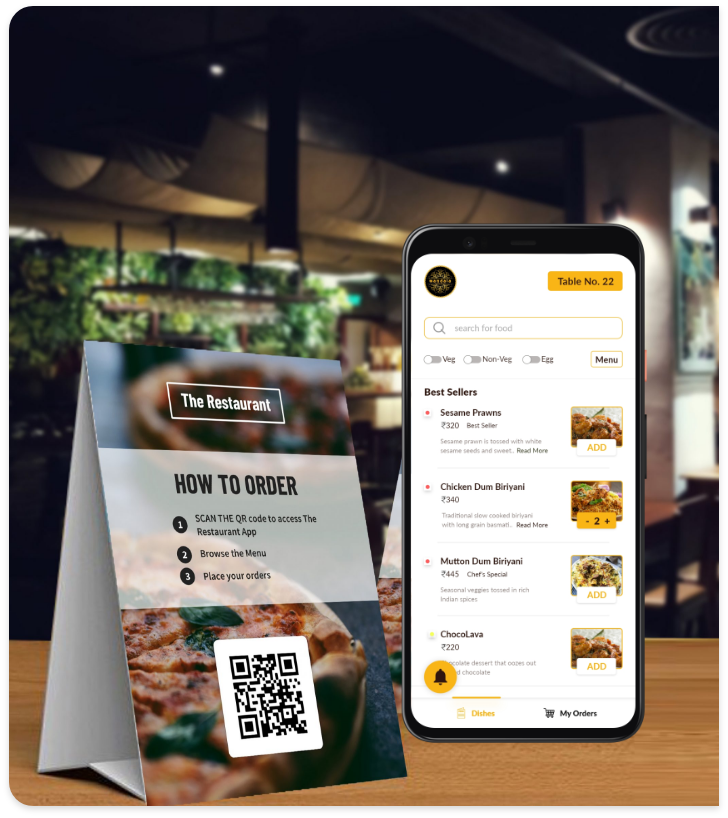 The Restaurant
HOW TO ORDER
1 SCAN THE QR code to access The
Restaurant App
2 Browse the Menu
3 Place your orders
Table No. 22
search for food
Veg
Non-Veg
Egg
Menu
Best Sellers
Sesame Prawns
₹320 Best Seller
Sesame prawn is tossed with white
sesame seeds and sweet.. Read More
ADD
Chicken Dum Biriyani
₹340
Traditional slow cooked biriyani
with long grain basmati.. Read More
- 2 +
Mutton Dum Biriyani
₹445 Chef's Special
Seasonal veggies tossed in rich
Indian spices
ADD
ChocoLava
₹220
dessert that oozes out
chocolate
ADD
Dishes
My Orders